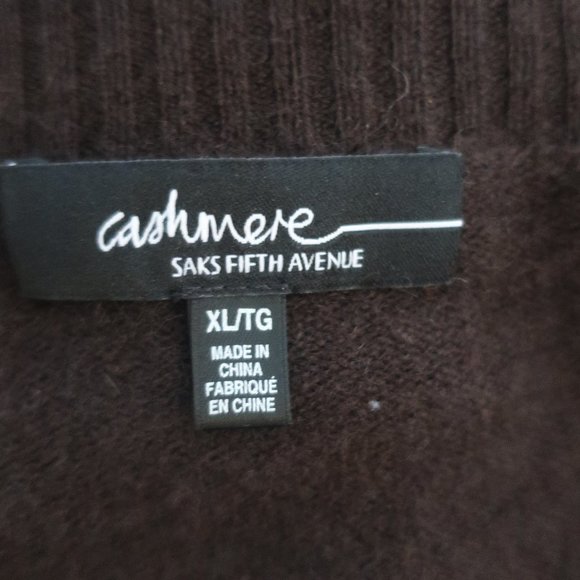 cashmere
SAKS FIFTH AVENUE
XL/TG
MADE IN
CHINA
FABRIQUÉ
EN CHINE